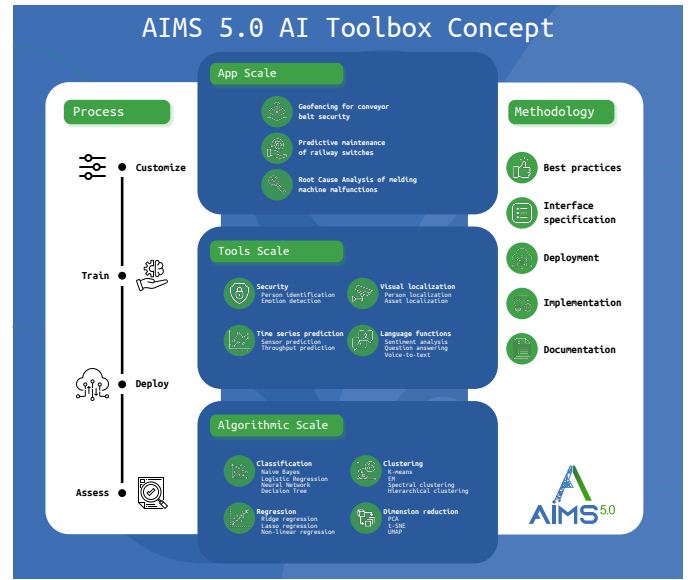 AIMS 5.0 AI Toolbox Concept
Process
Customize
Train
Deploy
Assess
App Scale
Geofencing for conveyor
belt security
Predictive maintenance
of railway switches
Root Cause Analysis of melding
machine malfunctions
Tools Scale
Security
Person identification
Emotion detection
Visual localization
Person localization
Asset localization
Time series prediction
Sensor prediction
Throughput prediction
Language functions
Sentiment analysis
Question answering
Voice-to-text
Algorithmic Scale
Classification
Naive Bayes
Logistic Regression
Neural Network
Decision Tree
Clustering
K-means
EM
Spectral clustering
Hierarchical clustering
Regression
Ridge regression
Lasso regression
Non-linear regression
Dimension reduction
PCA
t-SNE
UMAP
Methodology
Best practices
Interface
specification
Deployment
Implementation
Documentation
AIMS 5.0